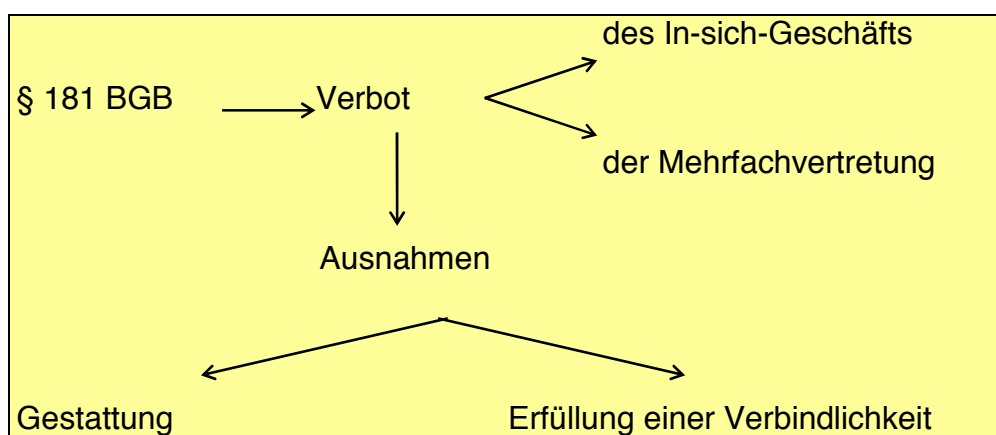 des In-sich-Geschäfts
§ 181 BGB
Verbot
der Mehrfachvertretung
Ausnahmen
Gestattung
Erfüllung einer Verbindlichkeit